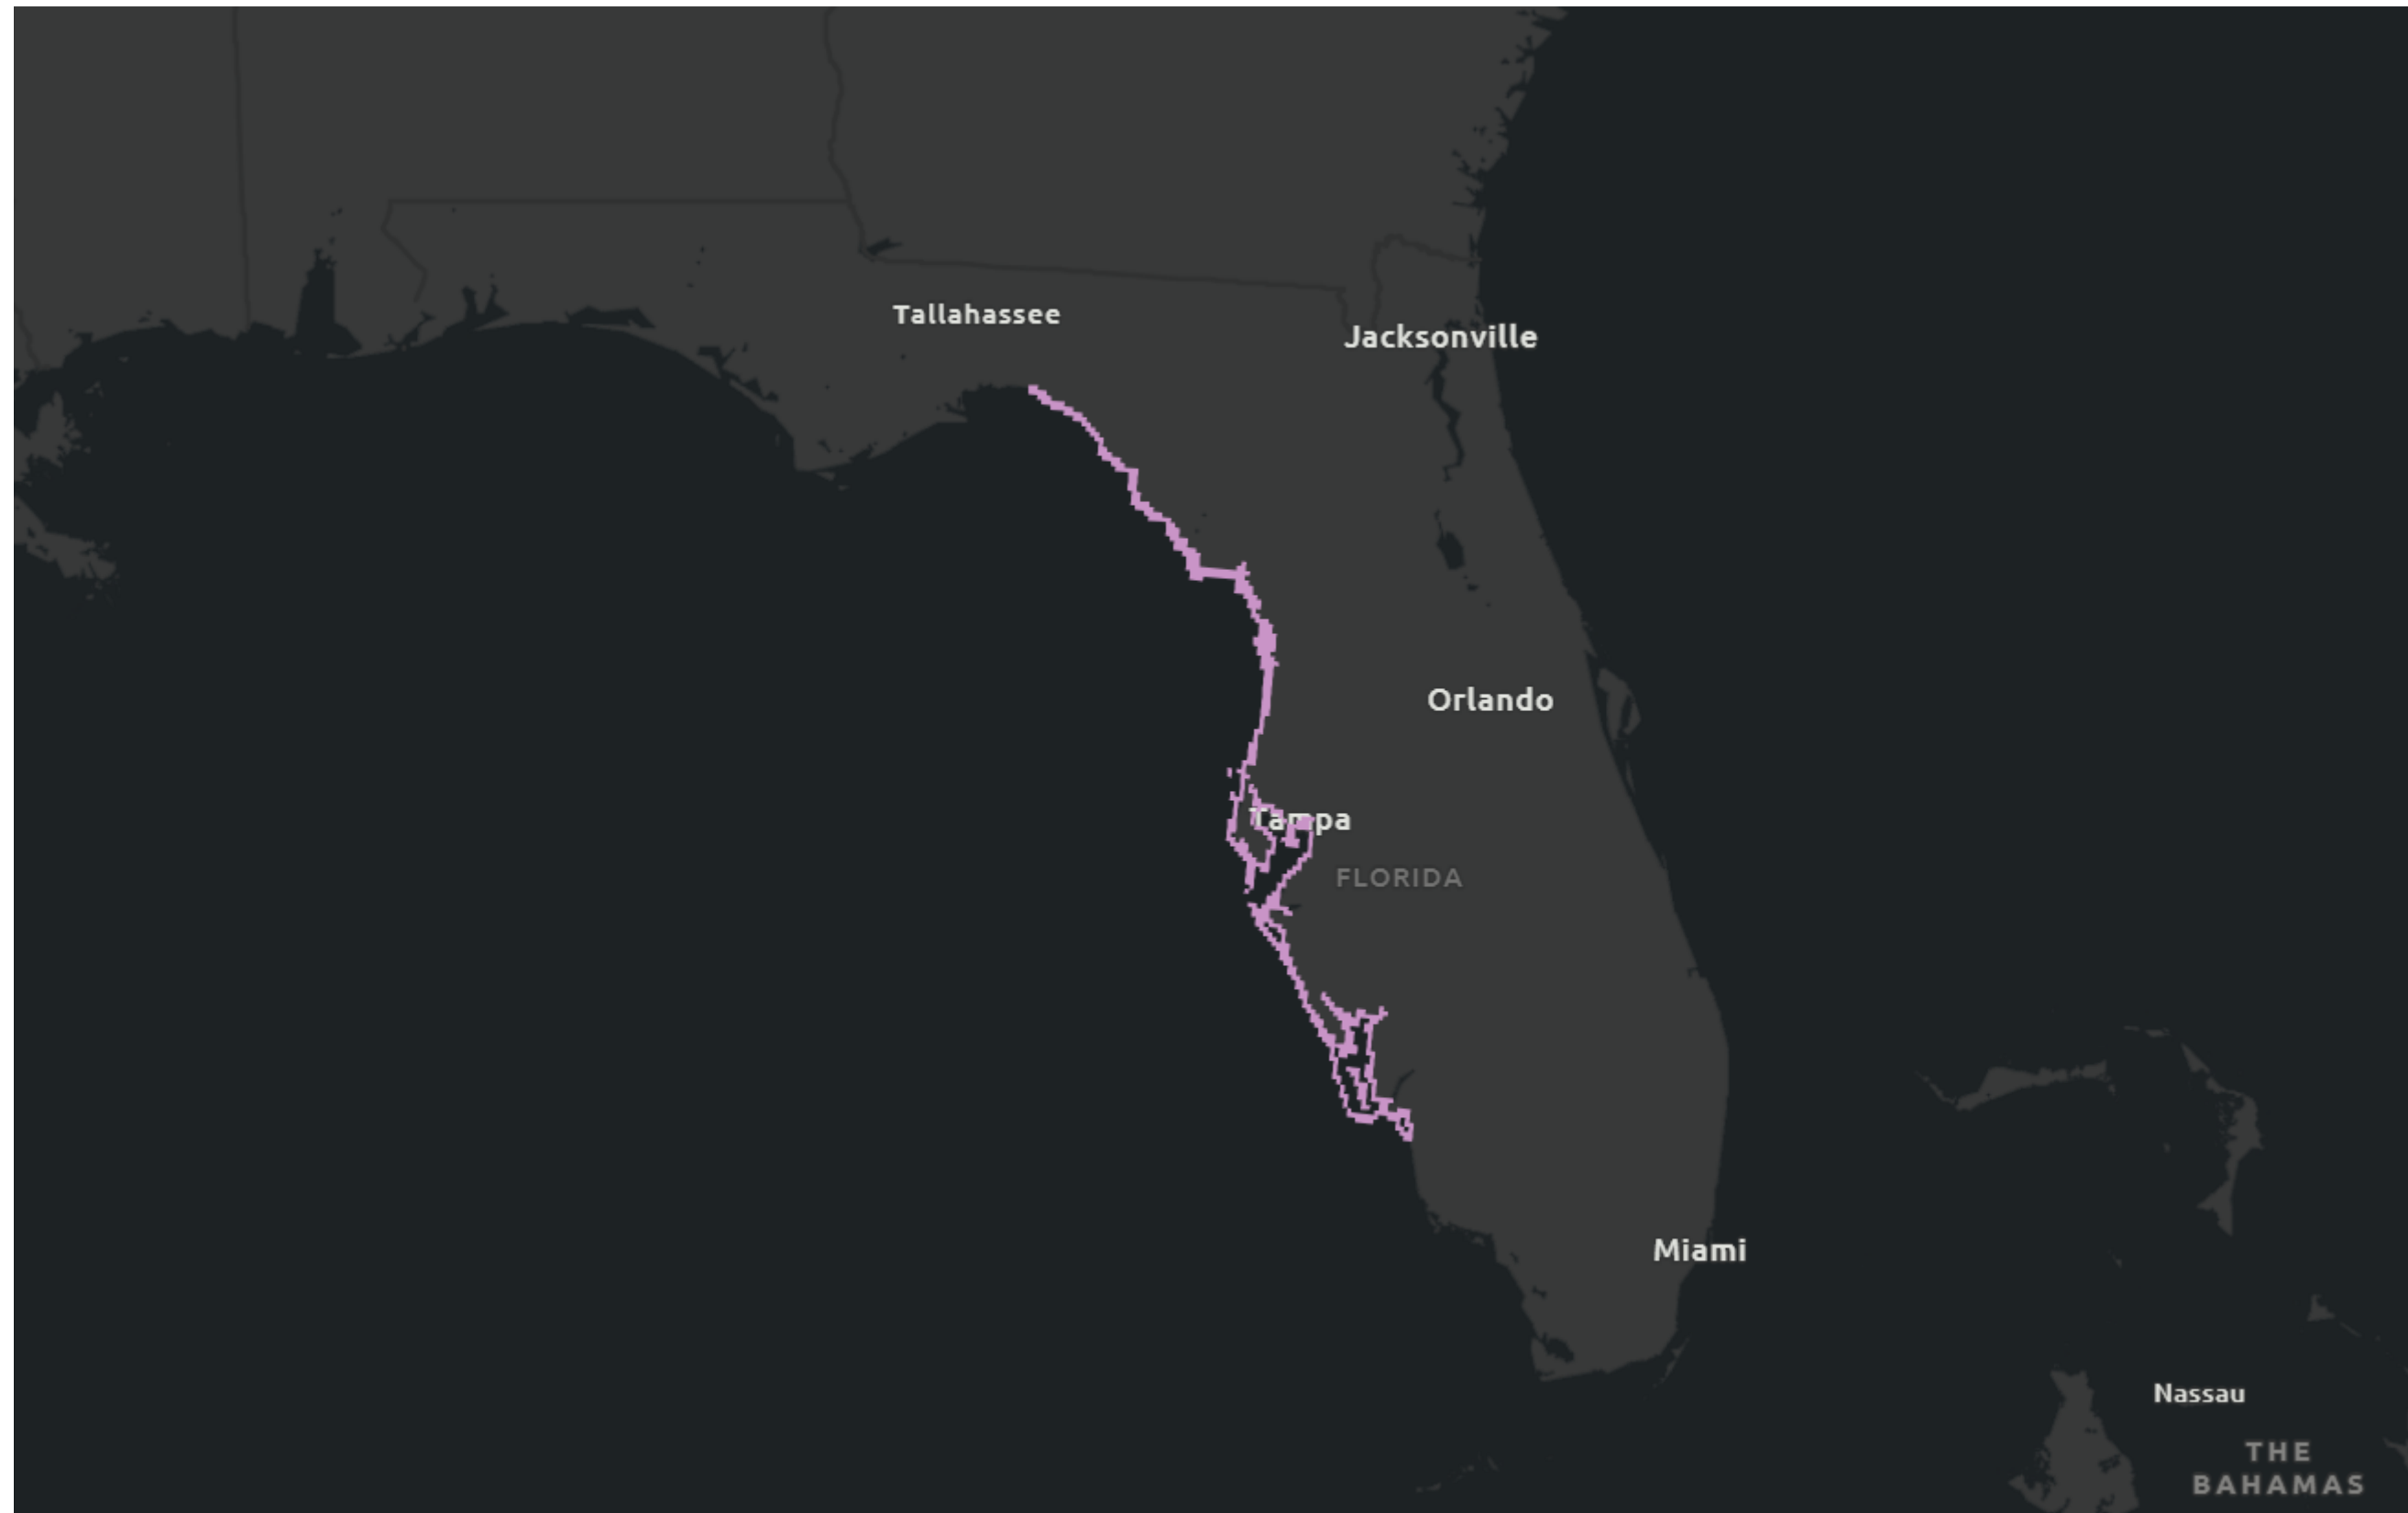 Tallahassee
Jacksonville
Orlando
Tampa
FLORIDA
Miami
Nassau
THE
BAHAMAS